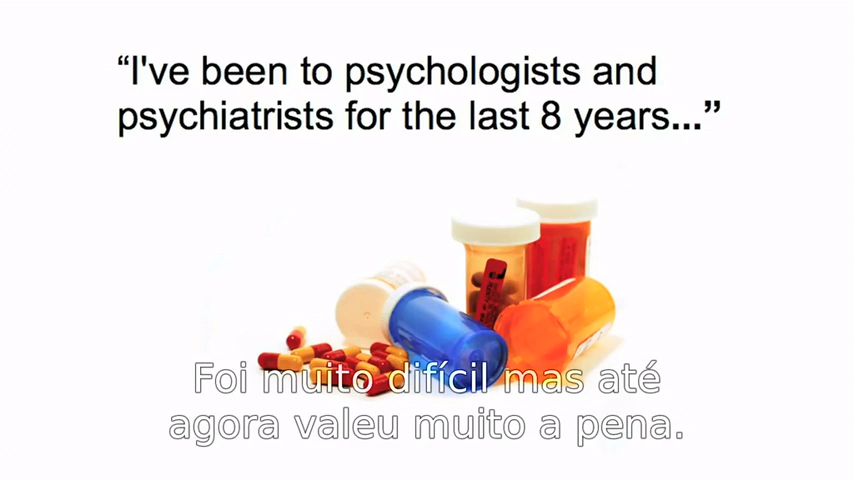 “I've been to psychologists and
psychiatrists for the last 8 years...”
Foi muito difícil mas até
agora valeu muito a pena.